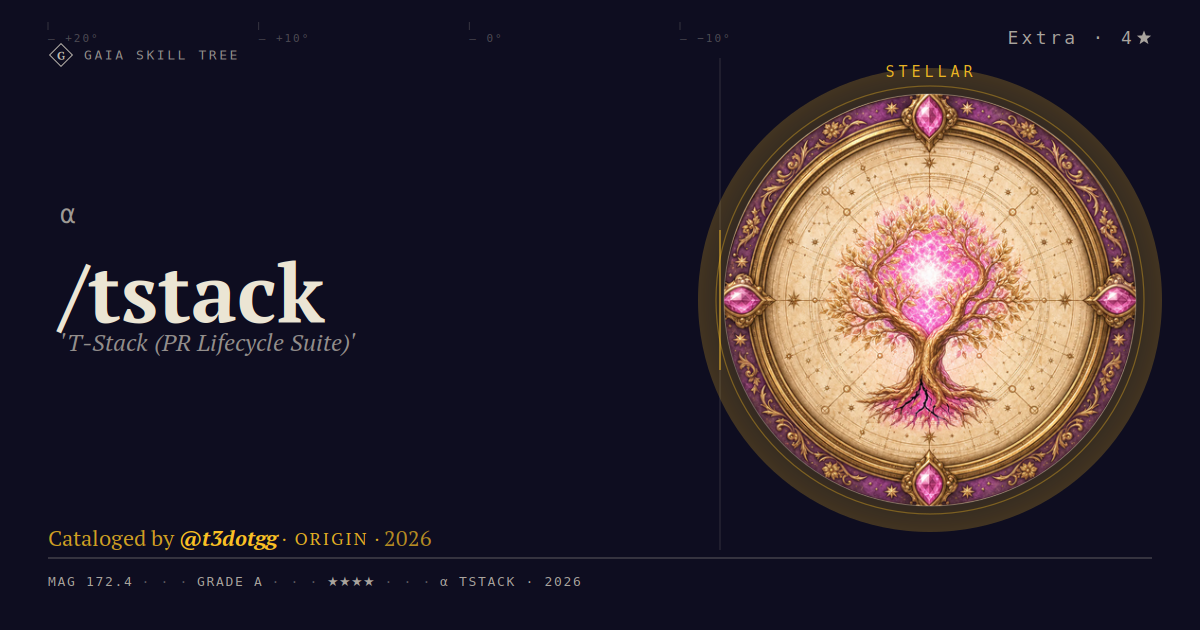 — +20° — +10° — 0° — −10°
G GAIA SKILL TREE
Extra · 4★
STELLAR
α
/tstack
'T-Stack (PR Lifecycle Suite)'
Cataloged by @t3dotgg · ORIGIN · 2026
MAG 172.4 · · · GRADE A · · · ★★★★ · · · α TSTACK · 2026